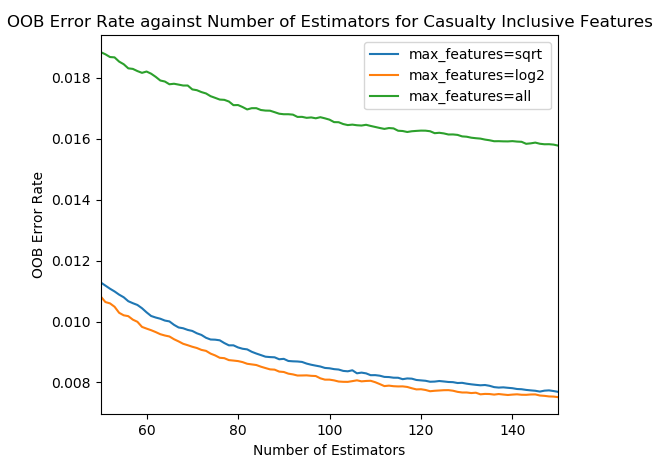 OOB Error Rate against Number of Estimators for Casualty Inclusive Features
max_features=sqrt
max_features=log2
max_features=all
OOB Error Rate
0.018
0.016
0.014
0.012
0.010
0.008
60 80 100 120 140
Number of Estimators